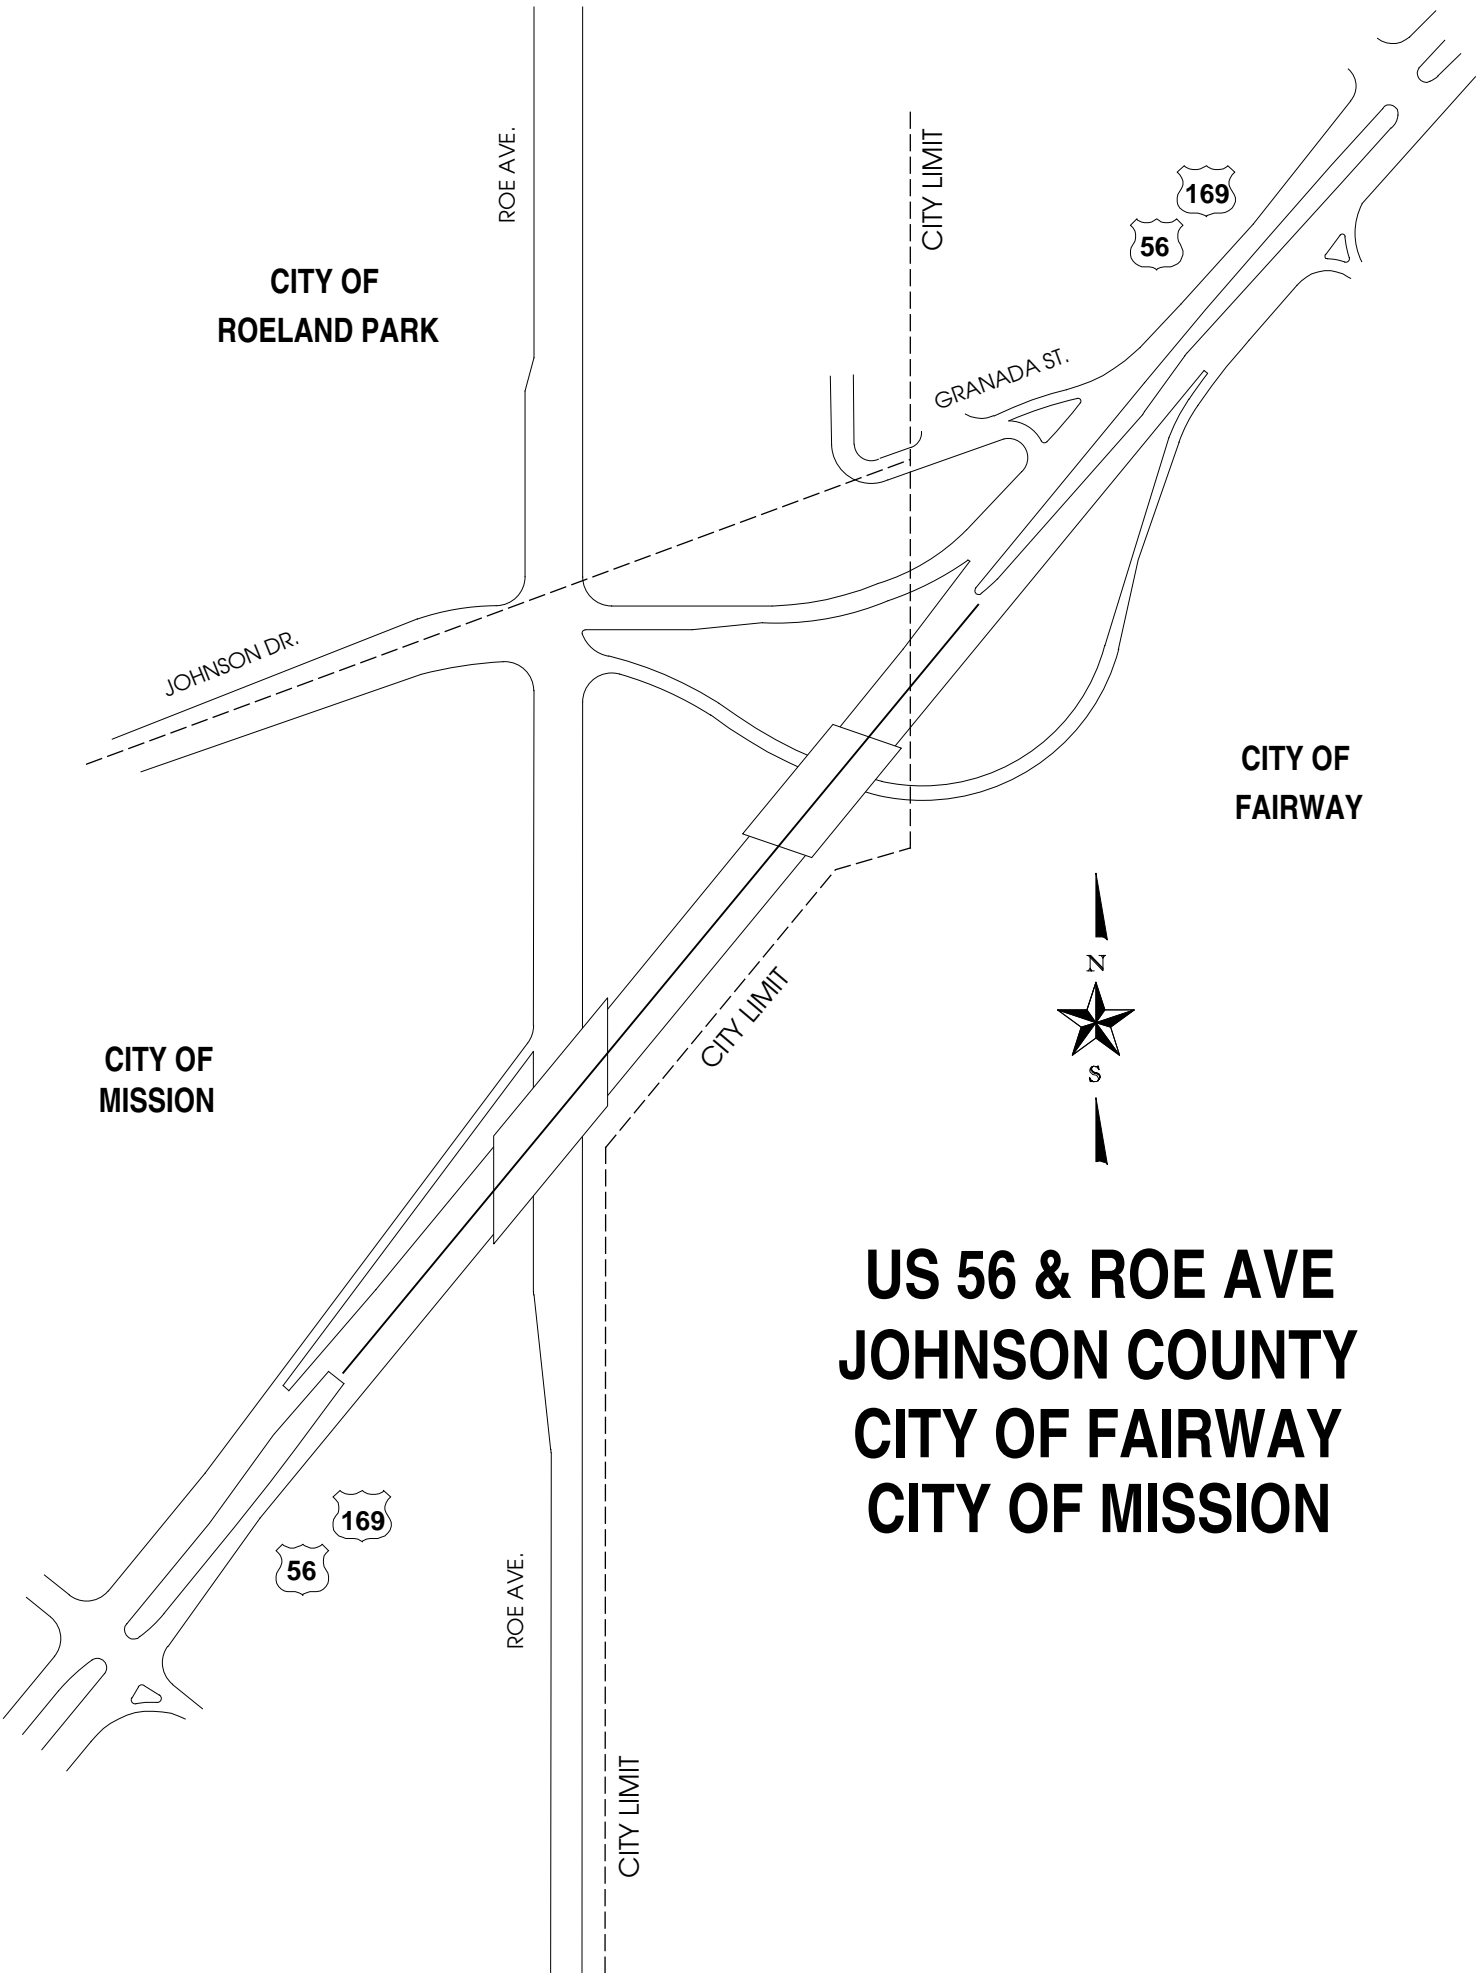 ROE AVE.
CITY LIMIT
169
56
CITY OF
ROELAND PARK
GRANADA ST.
JOHNSON DR.
CITY OF
FAIRWAY
N
S
CITY LIMIT
CITY OF
MISSION
US 56 & ROE AVE
JOHNSON COUNTY
CITY OF FAIRWAY
CITY OF MISSION
169
56
ROE AVE.
CITY LIMIT